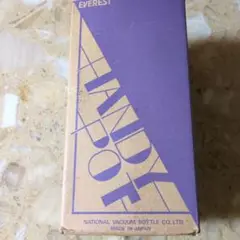 EVEREST
HANDY
POT
NATIONAL VACUUM BOTTLE CO.,LTD.
MADE IN JAPAN